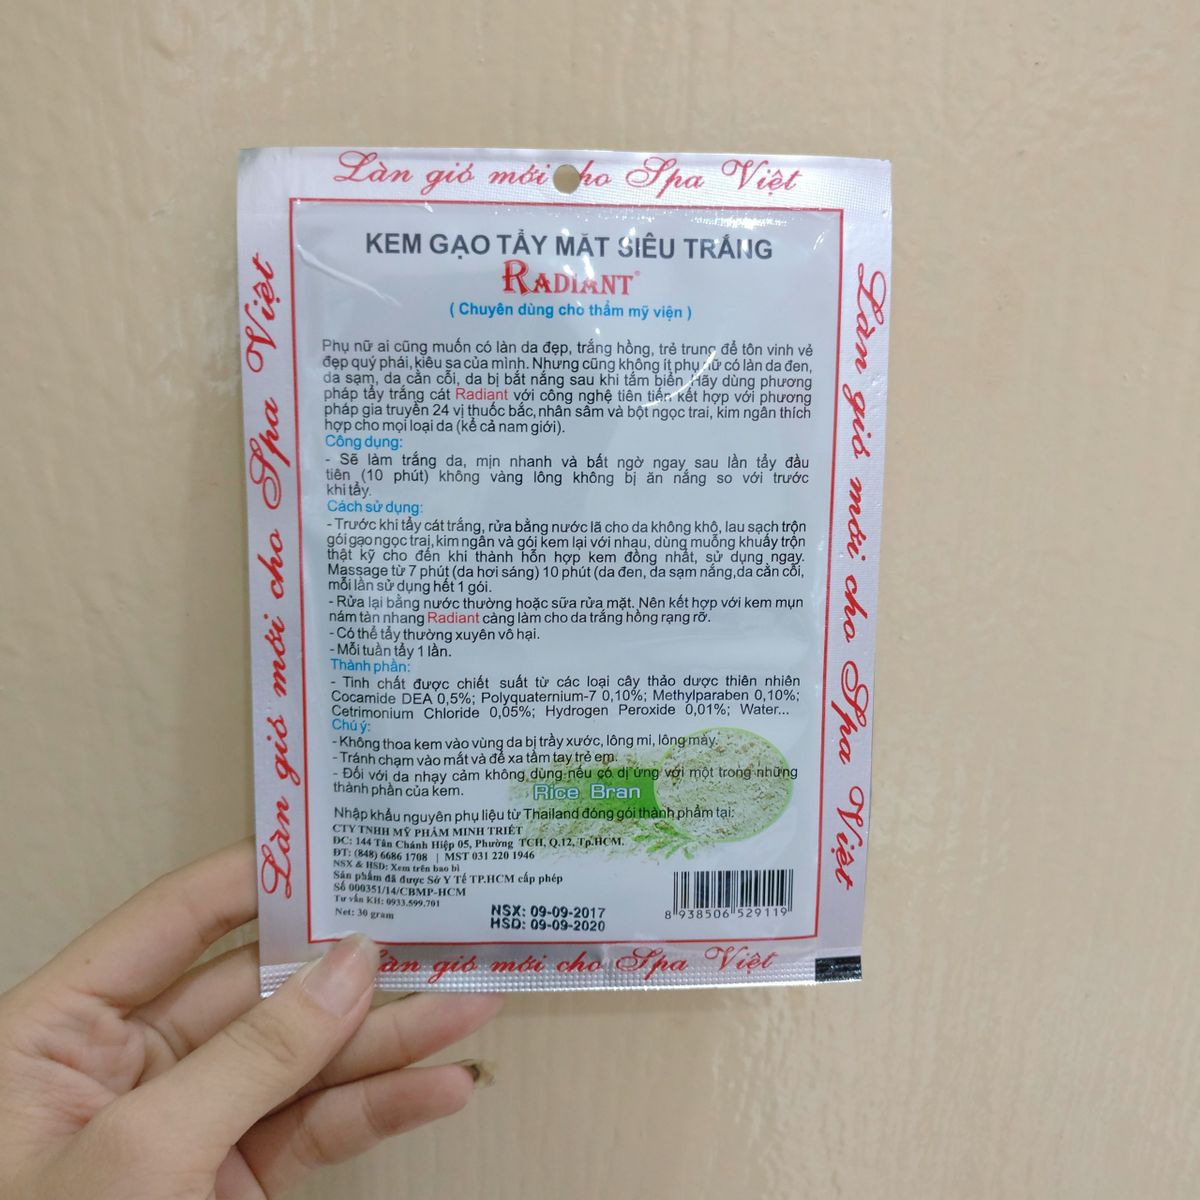 Làn gió mới cho Spa Việt
Làn gió mới cho Spa Việt
Làn gió mới cho Spa Việt
KEM GẠO TẨY MẶT SIÊU TRẮNG
RADIANT®
( Chuyên dùng cho thẩm mỹ viện )
Phụ nữ ai cũng muốn có làn da đẹp, trắng hồng, trẻ trung để tôn vinh vẻ
đẹp quý phái, kiêu sa của mình. Nhưng cũng không ít phụ nữ có làn da đen,
da sạm, da cằn cỗi, da bị bắt nắng sau khi tắm biển. Hãy dùng phương
pháp tẩy trắng cát Radiant với công nghệ tiên tiến kết hợp với phương
pháp gia truyền 24 vị thuốc bắc, nhân sâm và bột ngọc trai, kim ngân thích
hợp cho mọi loại da (kể cả nam giới).
Công dụng:
- Sẽ làm trắng da, mịn nhanh và bất ngờ ngay sau lần tẩy đầu
tiên (10 phút) không vàng lông không bị ăn nắng so với trước
khi tẩy.
Cách sử dụng:
- Trước khi tẩy cát trắng, rửa bằng nước lã cho da không khô, lau sạch trộn
gói gạo ngọc trai, kim ngân và gói kem lại với nhau, dùng muỗng khuấy trộn
thật kỹ cho đến khi thành hỗn hợp kem đồng nhất, sử dụng ngay.
Massage từ 7 phút (da hơi sáng) 10 phút (da đen, da sạm nắng, da cằn cỗi,
mỗi lần sử dụng hết 1 gói.
- Rửa lại bằng nước thường hoặc sữa rửa mặt. Nên kết hợp với kem mụn
nám tàn nhang Radiant càng làm cho da trắng hồng rạng rỡ.
- Có thể tẩy thường xuyên vô hại.
- Mỗi tuần tẩy 1 lần.
Thành phần:
- Tinh chất được chiết suất từ các loại cây thảo dược thiên nhiên
Cocamide DEA 0,5%; Polyquaternium-7 0,10%; Methylparaben 0,10%;
Cetrimonium Chloride 0,05%; Hydrogen Peroxide 0,01%; Water...
Chú ý:
- Không thoa kem vào vùng da bị trầy xước, lông mi, lông mày.
- Tránh chạm vào mắt và để xa tầm tay trẻ em.
- Đối với da nhạy cảm không dùng nếu có dị ứng với một trong những
thành phần của kem.
Rice Bran
Nhập khẩu nguyên phụ liệu từ Thailand đóng gói thành phẩm tại:
CTY TNHH MỸ PHẨM MINH TRIẾT
ĐC: 144 Tân Chánh Hiệp 05, Phường TCH, Q.12, Tp.HCM.
ĐT: (848) 6686 1708 | MST 031 220 1946
NSX & HSD: Xem trên bao bì
Sản phẩm đã được Sở Y Tế TP.HCM cấp phép
Số 000351/14/CBMP-HCM
Tư vấn KH: 0933.599.701
Net: 30 gram
NSX: 09-09-2017
HSD: 09-09-2020
8 938506 529119
Làn gió mới cho Spa Việt